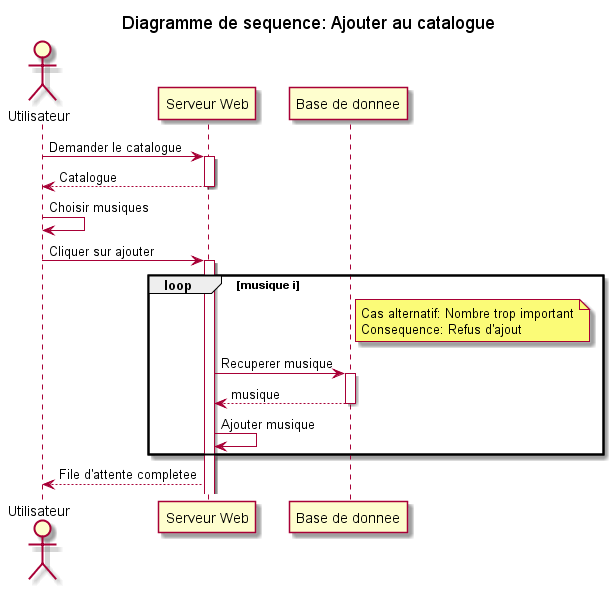 Diagramme de sequence: Ajouter au catalogue
Utilisateur
Serveur Web
Base de donnee
Demander le catalogue
Catalogue
Choisir musiques
Cliquer sur ajouter
loop
[musique i]
Cas alternatif: Nombre trop important
Consequence: Refus d'ajout
Recuperer musique
musique
Ajouter musique
File d'attente completee
Utilisateur
Serveur Web
Base de donnee